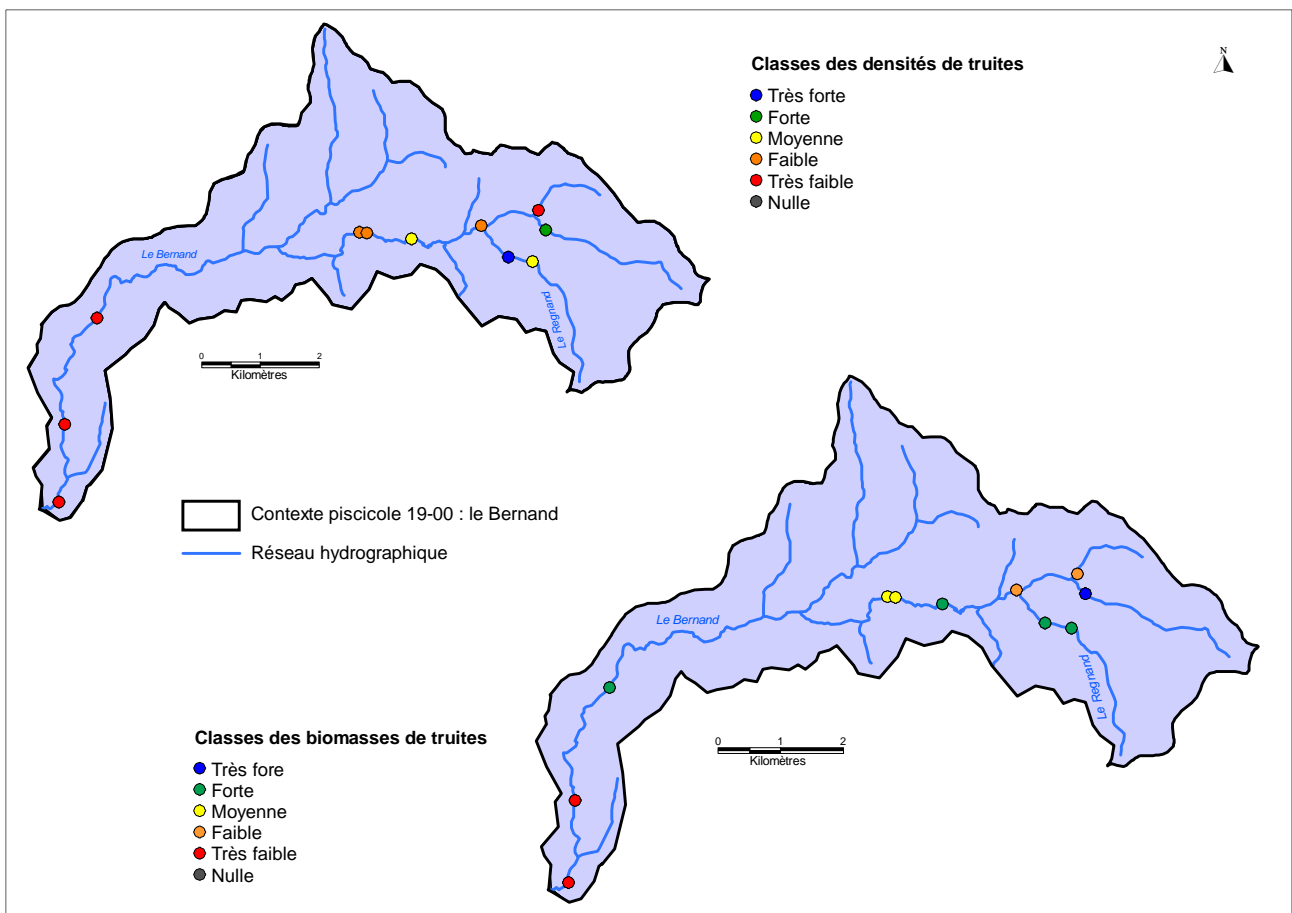 N
Classes des densités de truites
Très forte
Forte
Moyenne
Faible
Très faible
Nulle
Le Bernand
Le Regnand
0 1 2
Kilomètres
Contexte piscicole 19-00 : le Bernand
Réseau hydrographique
Le Bernand
Le Regnand
0 1 2
Kilomètres
Classes des biomasses de truites
Très fore
Forte
Moyenne
Faible
Très faible
Nulle